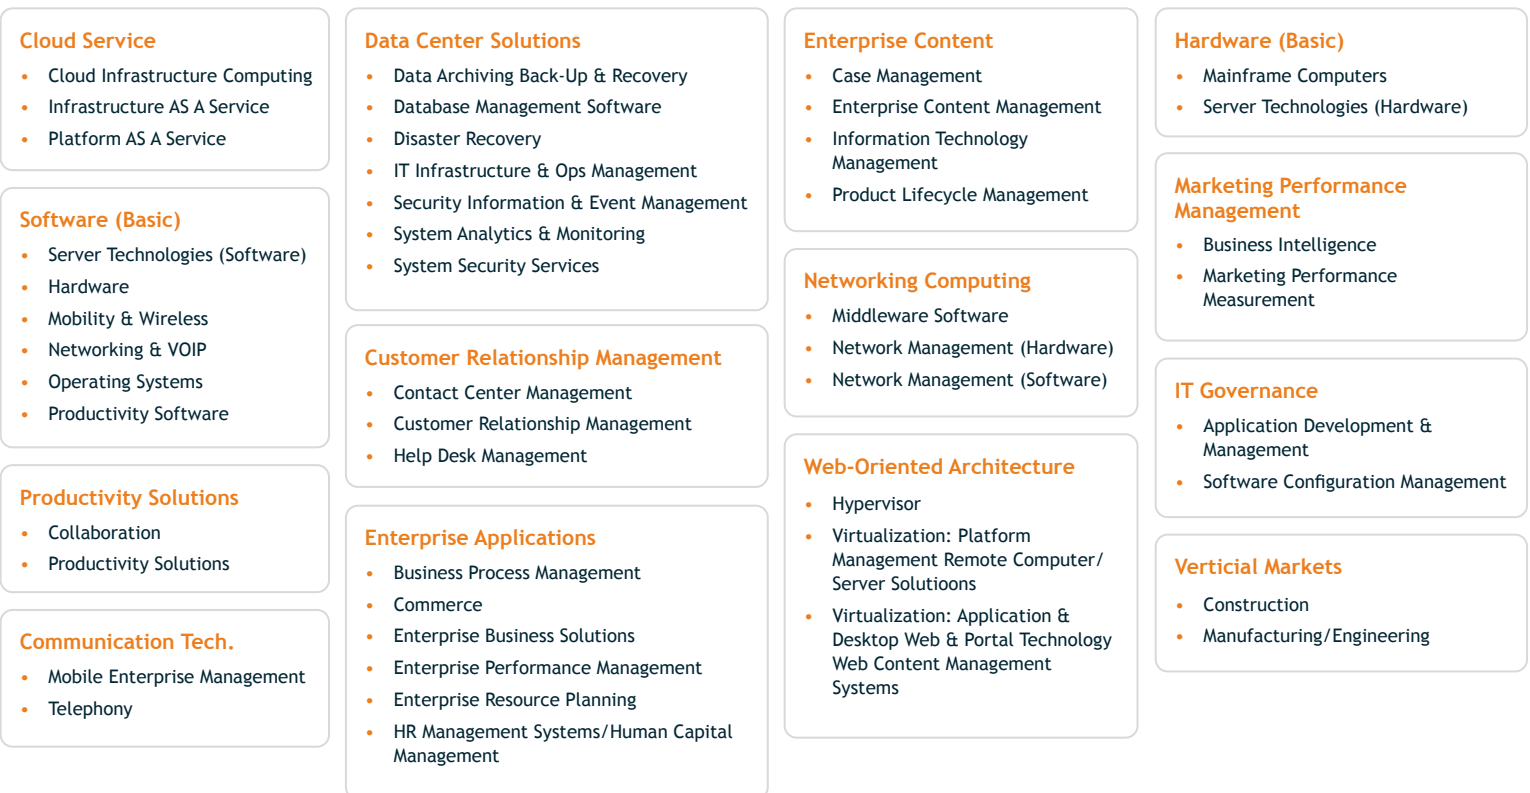 Cloud Service
• Cloud Infrastructure Computing
• Infrastructure AS A Service
• Platform AS A Service
Software (Basic)
• Server Technologies (Software)
• Hardware
• Mobility & Wireless
• Networking & VOIP
• Operating Systems
• Productivity Software
Productivity Solutions
• Collaboration
• Productivity Solutions
Communication Tech.
• Mobile Enterprise Management
• Telephony
Data Center Solutions
• Data Archiving Back-Up & Recovery
• Database Management Software
• Disaster Recovery
• IT Infrastructure & Ops Management
• Security Information & Event Management
• System Analytics & Monitoring
• System Security Services
Customer Relationship Management
• Contact Center Management
• Customer Relationship Management
• Help Desk Management
Enterprise Applications
• Business Process Management
• Commerce
• Enterprise Business Solutions
• Enterprise Performance Management
• Enterprise Resource Planning
• HR Management Systems/Human Capital
Management
Enterprise Content
• Case Management
• Enterprise Content Management
• Information Technology
Management
• Product Lifecycle Management
Networking Computing
• Middleware Software
• Network Management (Hardware)
• Network Management (Software)
Web-Oriented Architecture
• Hypervisor
• Virtualization: Platform
Management Remote Computer/
Server Solutioons
• Virtualization: Application &
Desktop Web & Portal Technology
Web Content Management
Systems
Hardware (Basic)
• Mainframe Computers
• Server Technologies (Hardware)
Marketing Performance
Management
• Business Intelligence
• Marketing Performance
Measurement
IT Governance
• Application Development &
Management
• Software Configuration Management
Verticial Markets
• Construction
• Manufacturing/Engineering